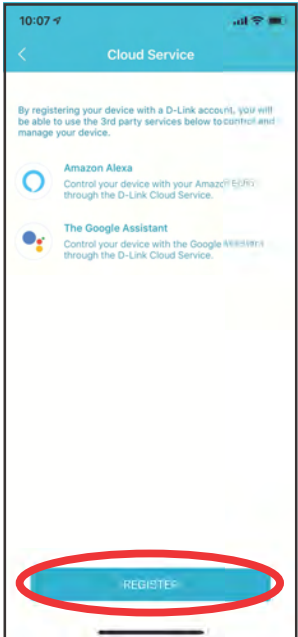 10:07
Cloud Service
By registering your device with a D-Link account, you will
be able to use the 3rd party services below to control and
manage your device.
Amazon Alexa
Control your device with your Amazon Echo
through the D-Link Cloud Service.
The Google Assistant
Control your device with the Google Assistant
through the D-Link Cloud Service.
REGISTER